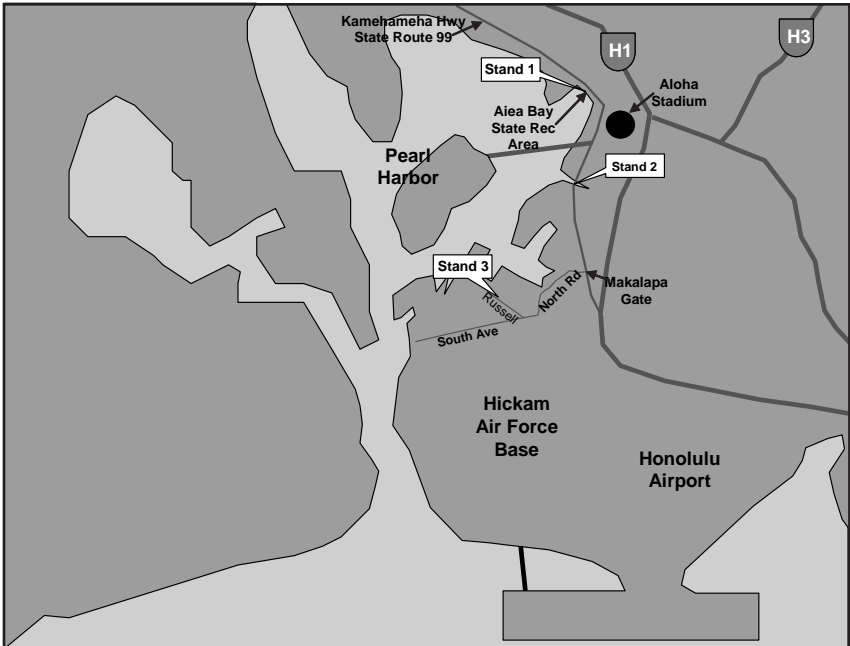 Kamehameha Hwy
State Route 99
H1
H3
Stand 1
Aloha
Stadium
Aiea Bay
State Rec
Area
Pearl
Harbor
Stand 2
Stand 3
Makalapa
Gate
North Rd
Russell
South Ave
Hickam
Air Force
Base
Honolulu
Airport